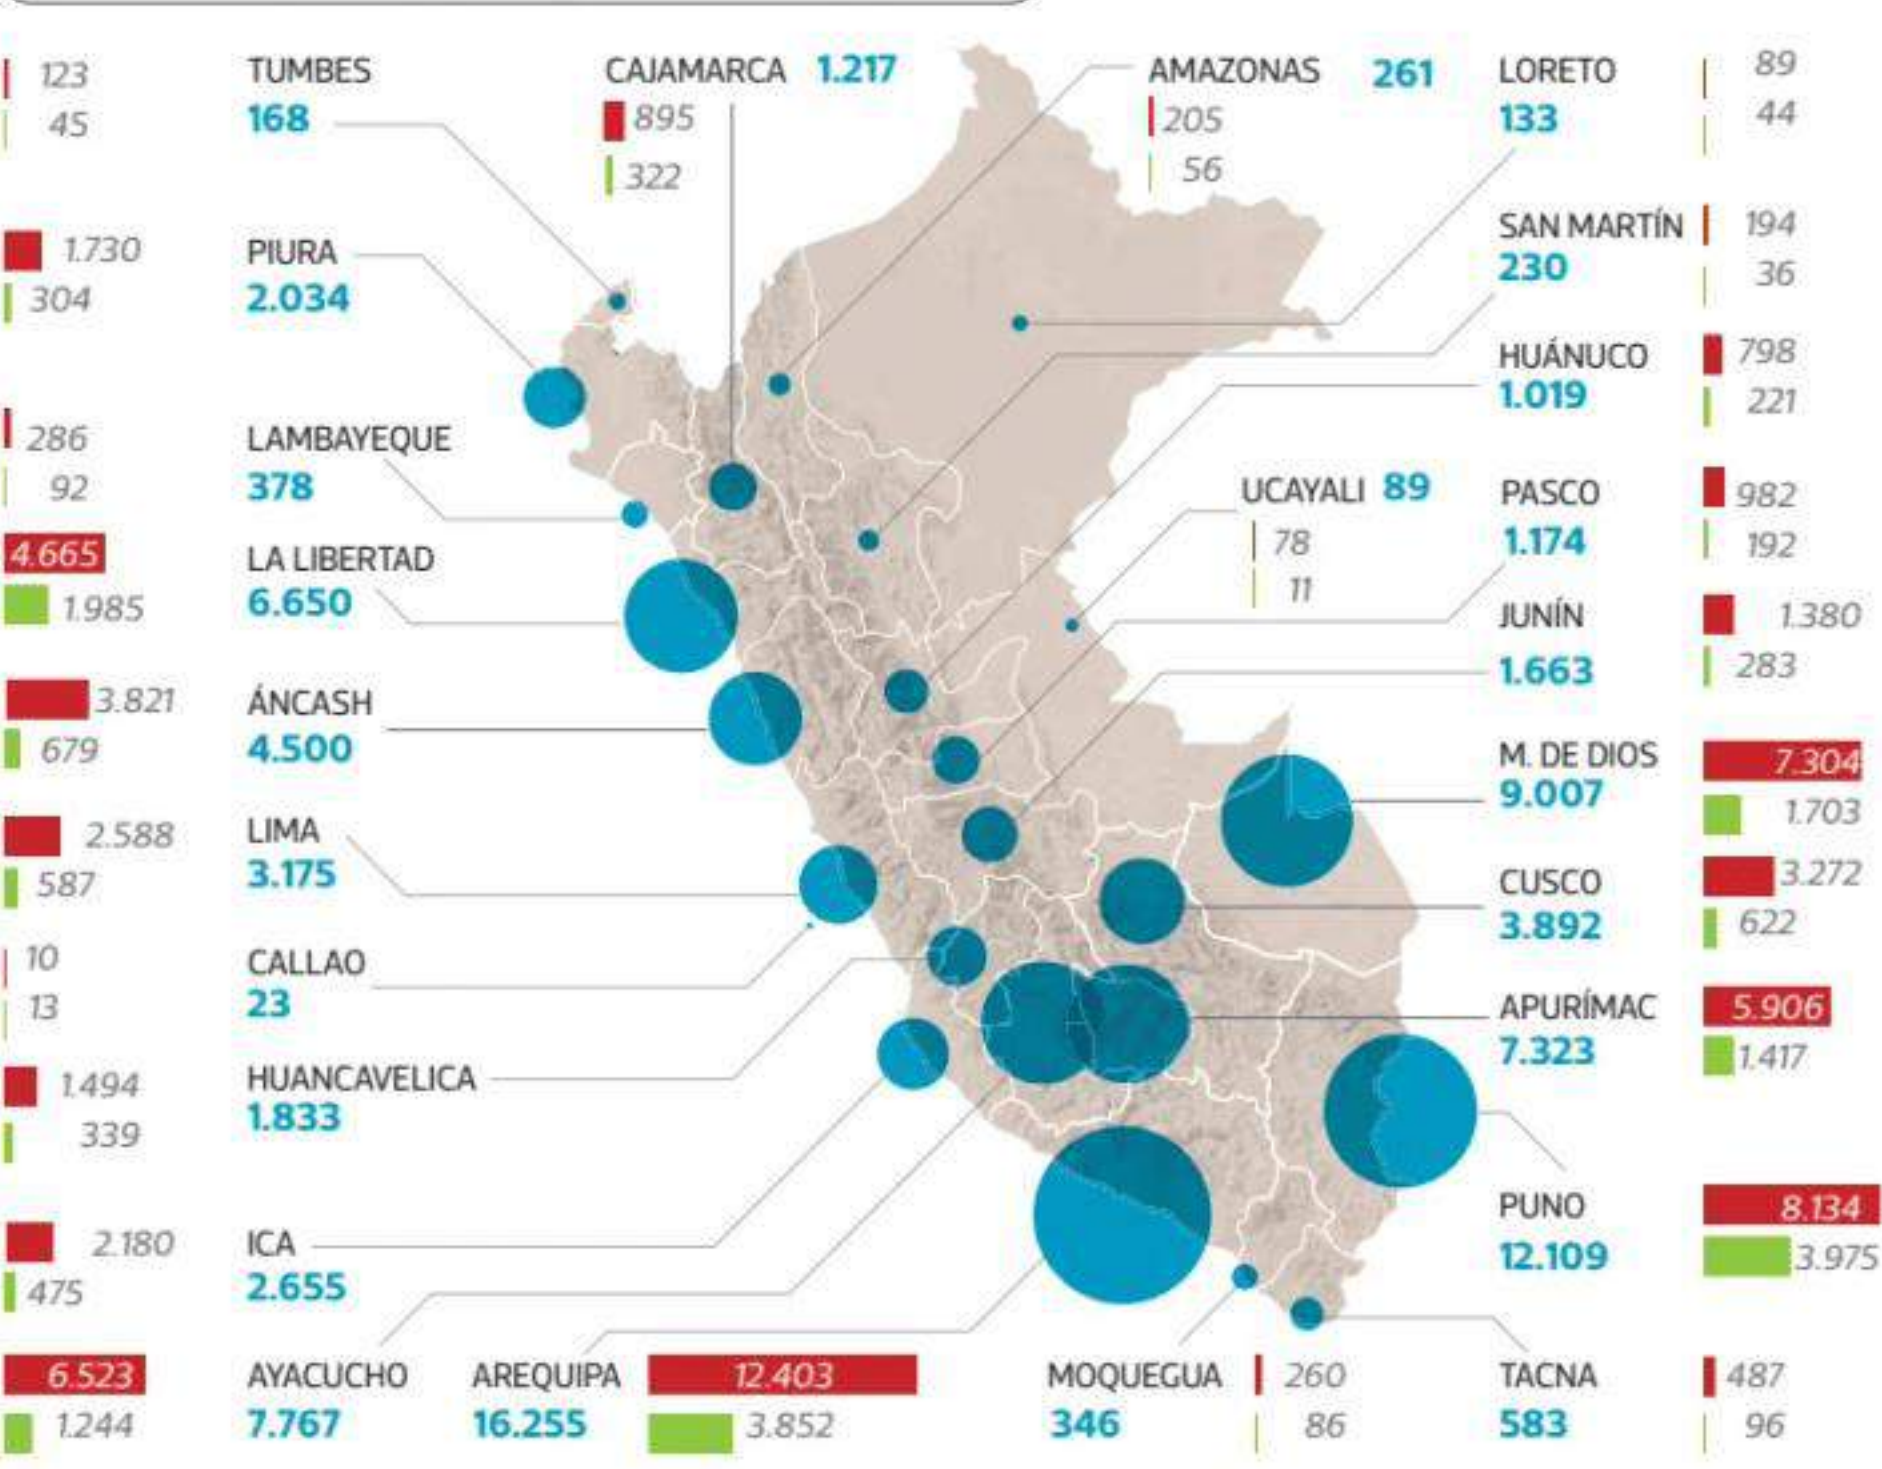 123
45
TUMBES
168
CAJAMARCA 1.217
895
322
AMAZONAS 261
205
56
LORETO
133
89
44
1.730
304
PIURA
2.034
SAN MARTÍN
230
194
36
HUÁNUCO
1.019
798
221
286
92
LAMBAYEQUE
378
UCAYALI 89
78
11
PASCO
1.174
982
192
4.665
1.985
LA LIBERTAD
6.650
JUNÍN
1.663
1.380
283
3.821
679
ÁNCASH
4.500
M. DE DIOS
9.007
7.304
1.703
2.588
587
LIMA
3.175
CUSCO
3.892
3.272
622
10
13
CALLAO
23
APURÍMAC
7.323
5.906
1.417
1.494
339
HUANCAVELICA
1.833
2.180
475
ICA
2.655
PUNO
12.109
8.134
3.975
6.523
1.244
AYACUCHO
7.767
AREQUIPA
16.255
12.403
3.852
MOQUEGUA
346
260
86
TACNA
583
487
96